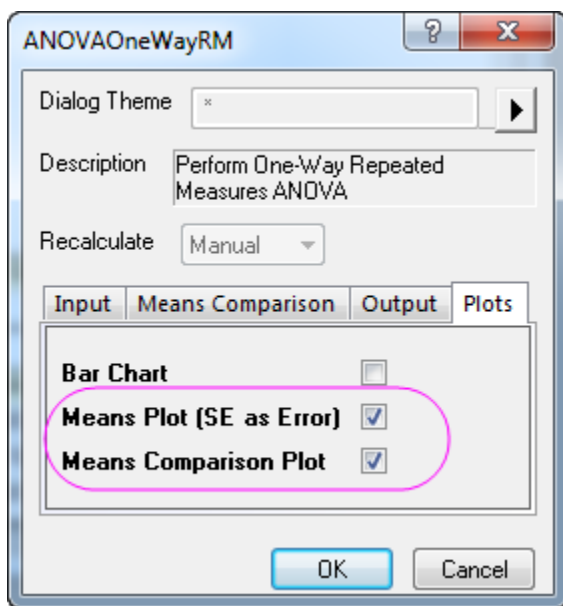 ANOVAOneWayRM
Dialog Theme *
Description Perform One-Way Repeated
Measures ANOVA
Recalculate Manual
Input Means Comparison Output Plots
Bar Chart
Means Plot (SE as Error)
Means Comparison Plot
OK Cancel